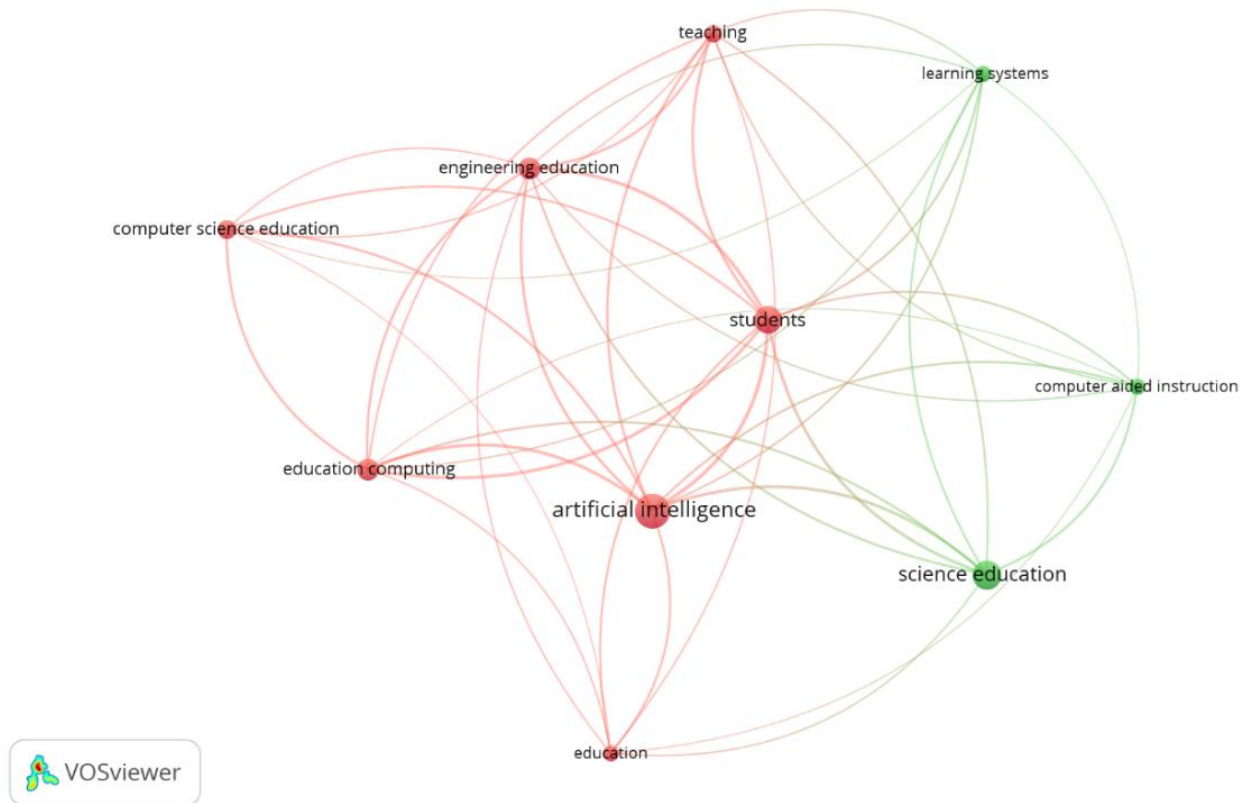 teaching
learning systems
engineering education
computer science education
students
computer aided instruction
education computing
artificial intelligence
science education
education
VOSviewer